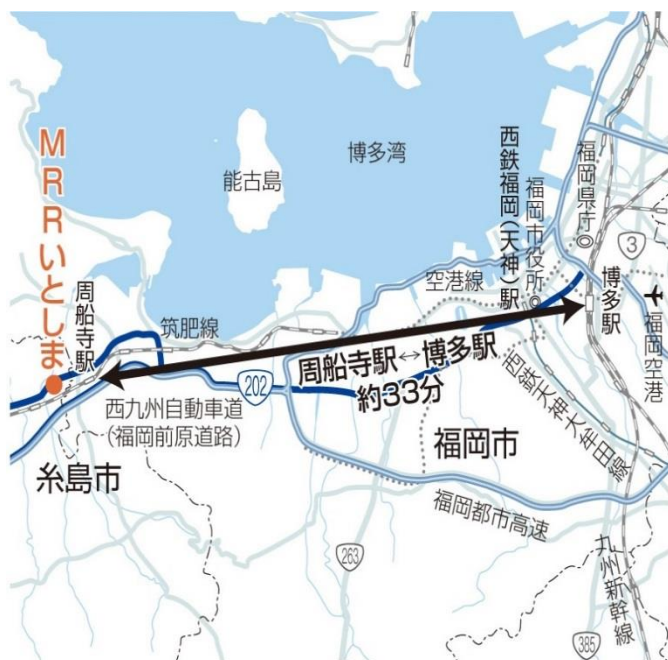 MRRいとしま
周船寺駅
筑肥線
能古島
博多湾
西鉄福岡(天神)駅
福岡市役所
福岡県庁
3
博多駅
福岡空港
空港線
周船寺駅↔博多駅
約33分
202
西九州自動車道
(福岡前原道路)
糸島市
福岡市
西鉄天神大牟田線
福岡都市高速
263
九州新幹線
385